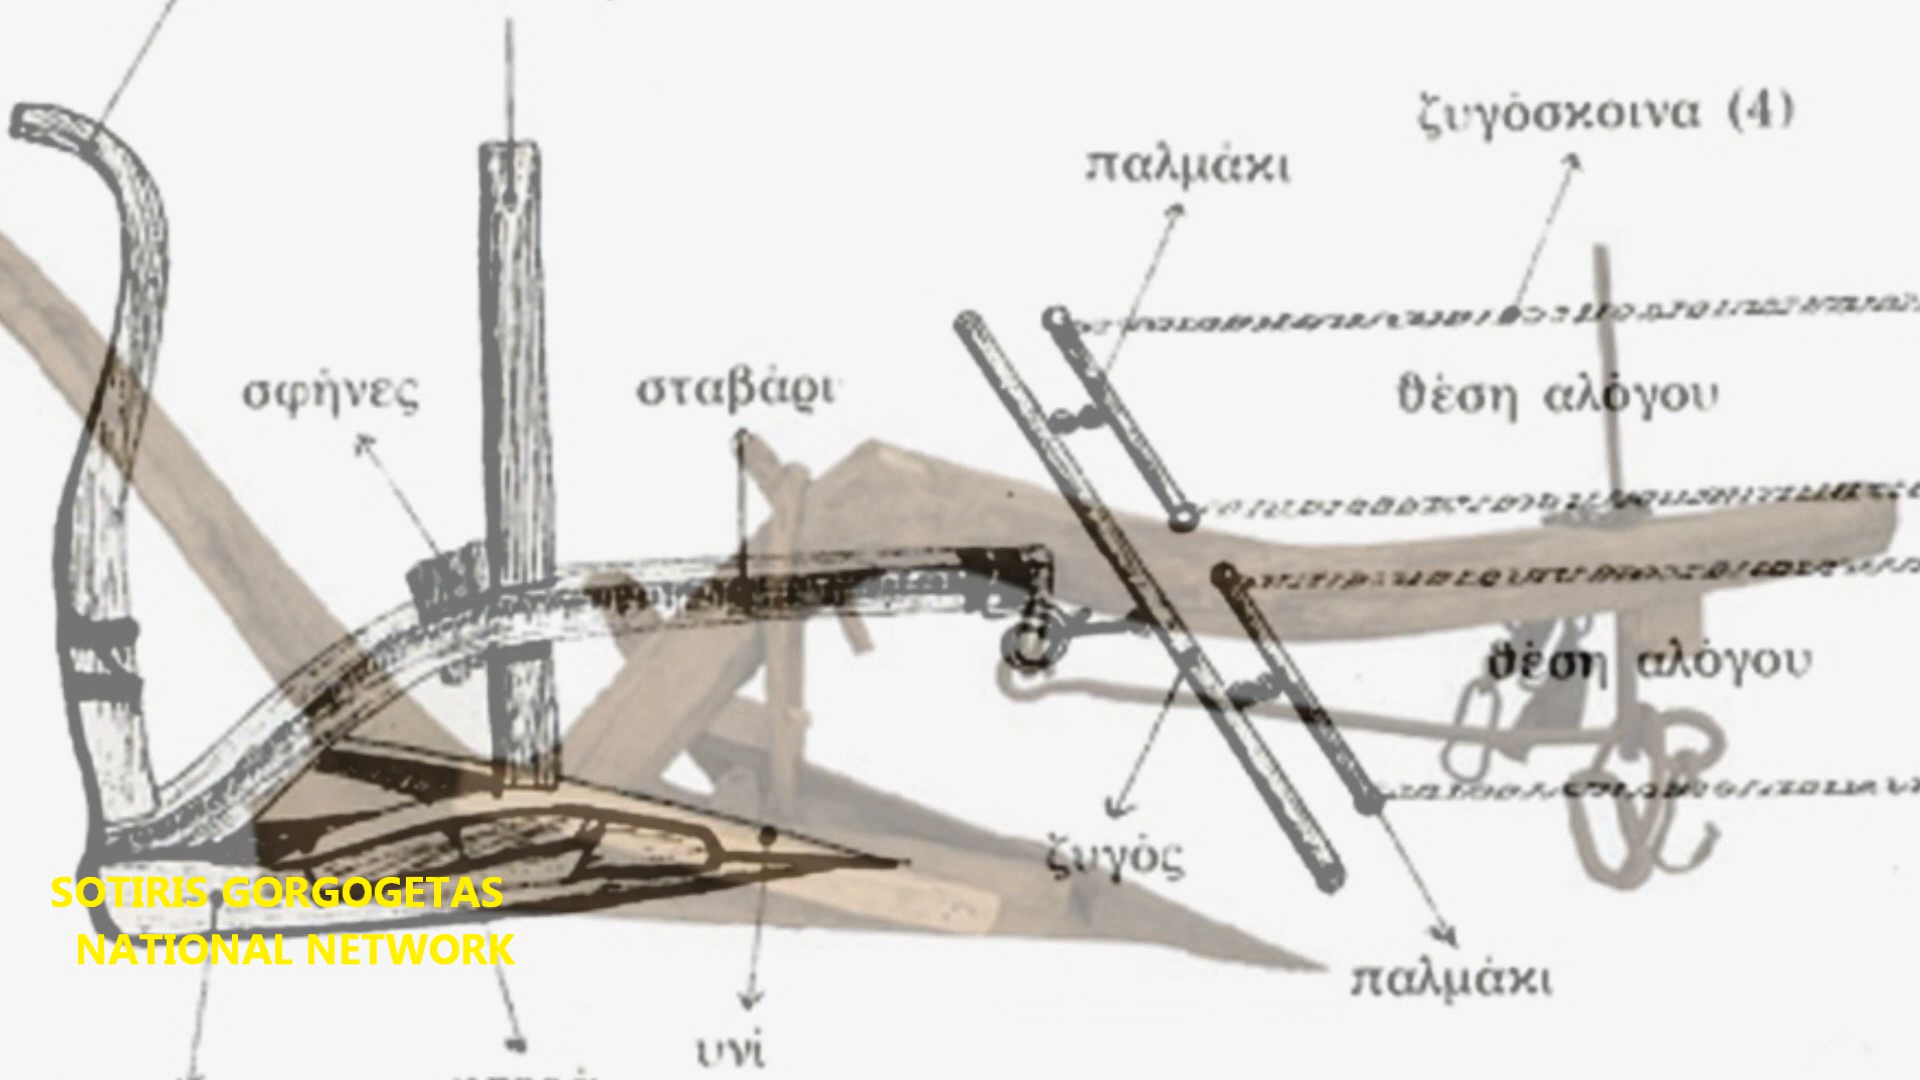 ζυγόσκοινα (4)
παλμάκι
σφήνες
σταβάρι
θέση αλόγου
θέση αλόγου
ζυγός
SOTIRIS GORGOGETAS
NATIONAL NETWORK
παλμάκι
υνί